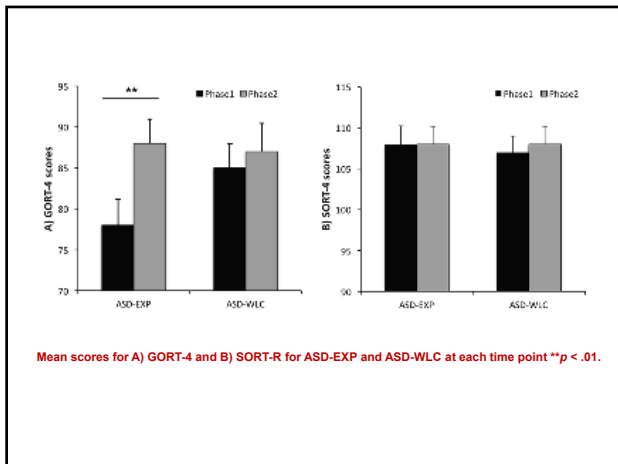 95
90
85
80
75
70
A) GORT-4 scores
**
Phase1 Phase2
ASD-EXP ASD-WLC
115
110
105
100
95
90
B) SORT-4 scores
Phase1 Phase2
ASD-EXP ASD-WLC
Mean scores for A) GORT-4 and B) SORT-R for ASD-EXP and ASD-WLC at each time point **p < .01.